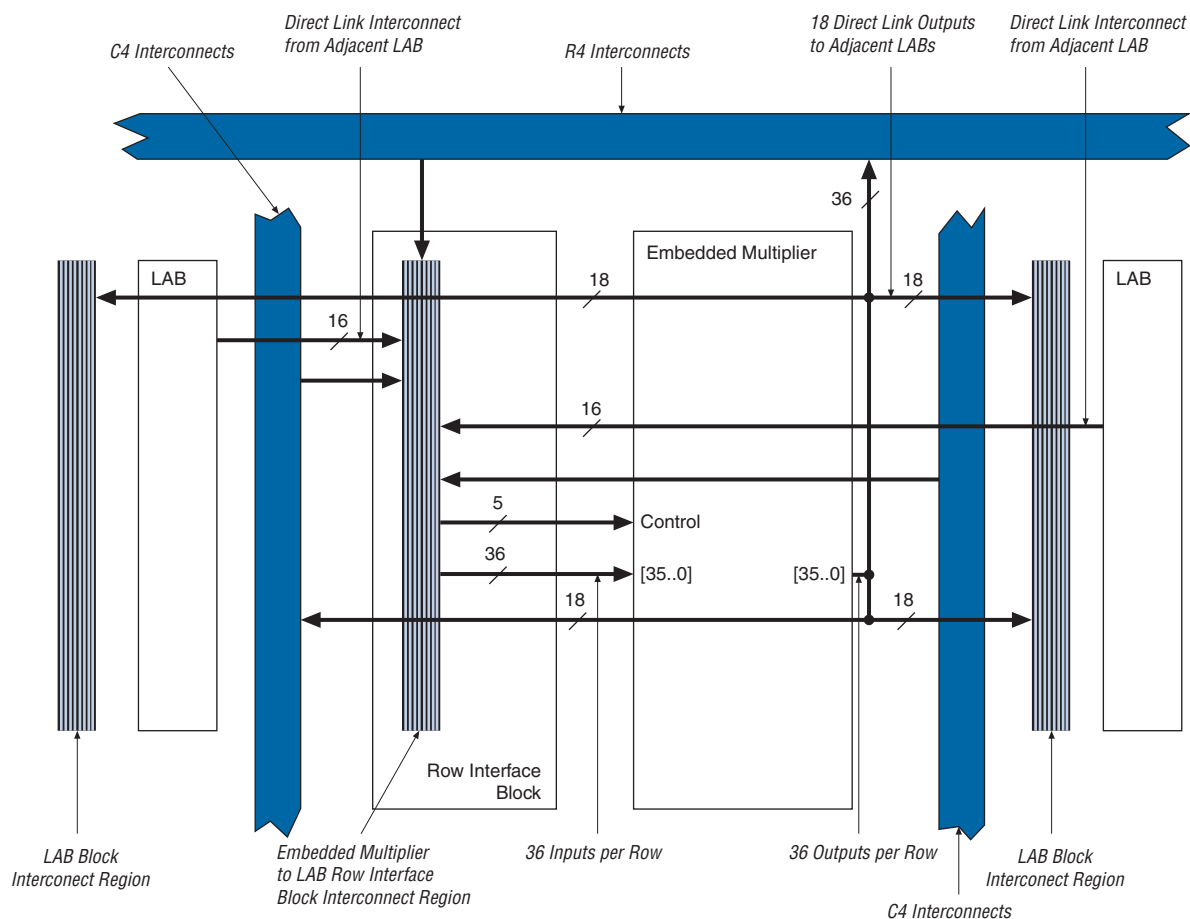 Direct Link Interconnect
from Adjacent LAB
18 Direct Link Outputs
to Adjacent LABs
Direct Link Interconnect
from Adjacent LAB
C4 Interconnects
R4 Interconnects
36
Embedded Multiplier
LAB
LAB
18
18
16
16
5
Control
36
[35..0]
[35..0]
18
18
Row Interface
Block
LAB Block
Interconect Region
Embedded Multiplier
to LAB Row Interface
Block Interconnect Region
36 Inputs per Row
36 Outputs per Row
LAB Block
Interconect Region
C4 Interconnects